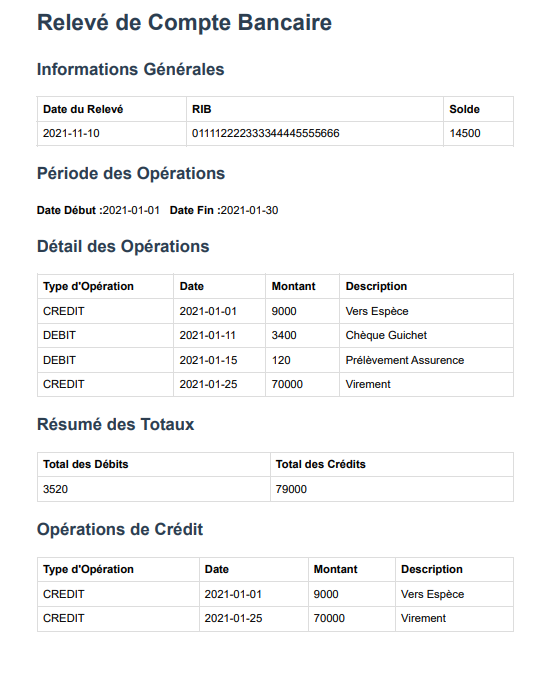 Relevé de Compte Bancaire
Informations Générales
Date du Relevé RIB Solde
2021-11-10 011112222333344445555666 14500
Période des Opérations
Date Début :2021-01-01 Date Fin :2021-01-30
Détail des Opérations
Type d'Opération Date Montant Description
CREDIT 2021-01-01 9000 Vers Espèce
DEBIT 2021-01-11 3400 Chèque Guichet
DEBIT 2021-01-15 120 Prélèvement Assurance
CREDIT 2021-01-25 70000 Virement
Résumé des Totaux
Total des Débits Total des Crédits
3520 79000
Opérations de Crédit
Type d'Opération Date Montant Description
CREDIT 2021-01-01 9000 Vers Espèce
CREDIT 2021-01-25 70000 Virement